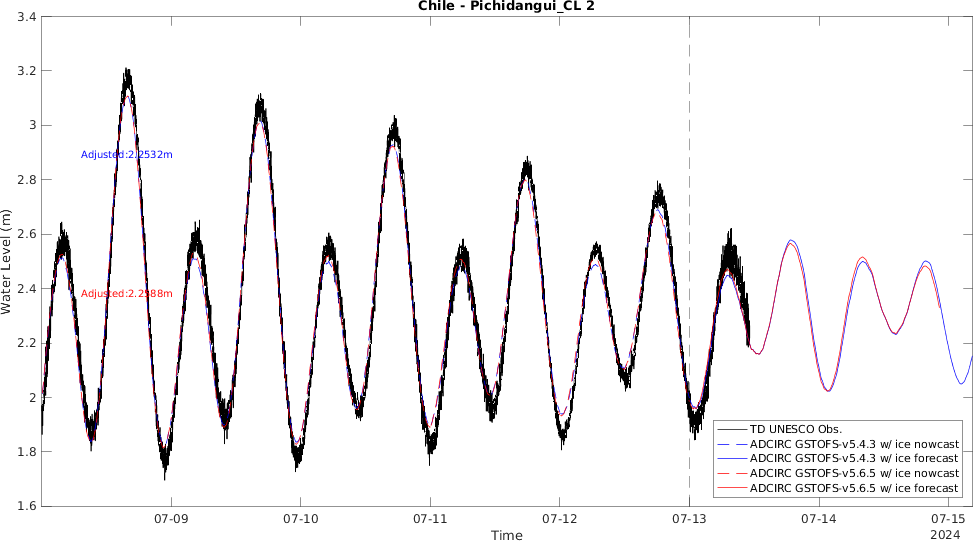 Chile - Pichidangui_CL 2
3.4
3.2
3
2.8
2.6
2.4
2.2
2
1.8
1.6
Water Level (m)
Adjusted:2.2532m
Adjusted:2.2988m
TD UNESCO Obs.
ADCIRC GSTOFS-v5.4.3 w/ ice nowcast
ADCIRC GSTOFS-v5.4.3 w/ ice forecast
ADCIRC GSTOFS-v5.6.5 w/ ice nowcast
ADCIRC GSTOFS-v5.6.5 w/ ice forecast
07-09 07-10 07-11 07-12 07-13 07-14 07-15
Time
2024